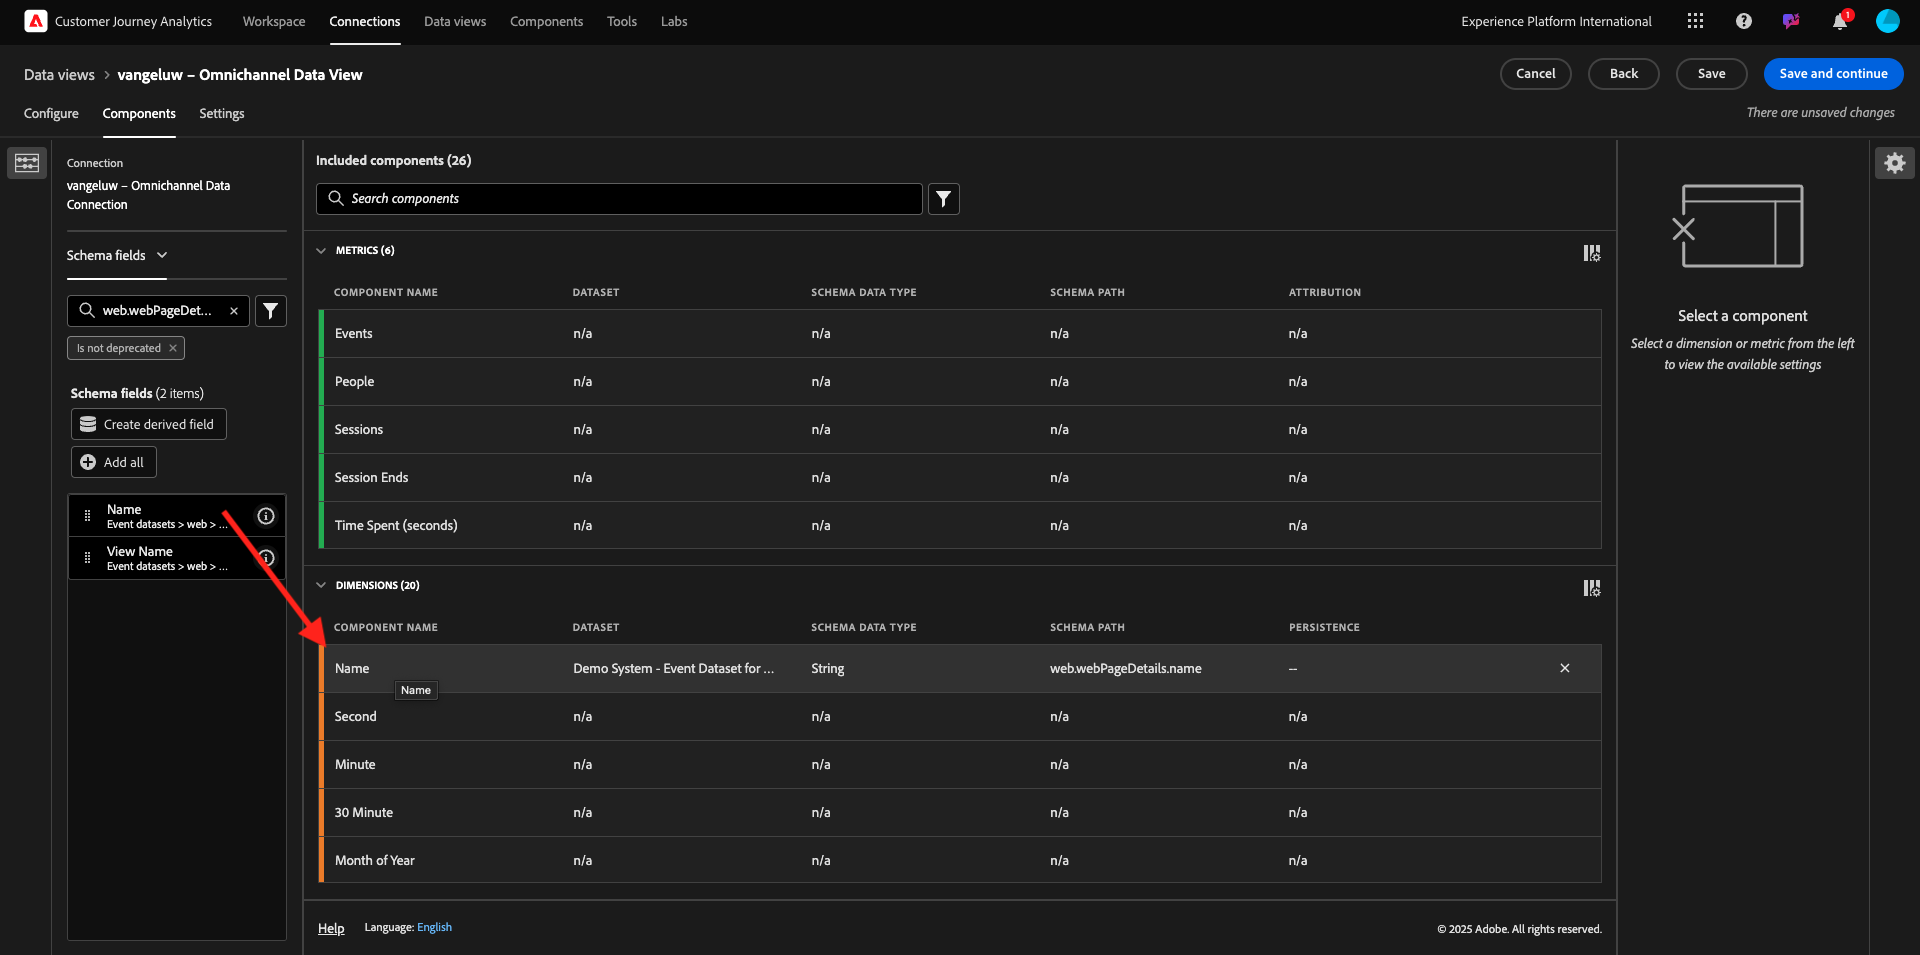 Customer Journey Analytics
Workspace
Connections
Data views
Components
Tools
Labs
Experience Platform International
1
Data views > vangeluw – Omnichannel Data View
Cancel
Back
Save
Save and continue
Configure
Components
Settings
There are unsaved changes
Connection
vangeluw – Omnichannel Data
Connection
Schema fields
web.webPageDet...
Is not deprecated
Schema fields (2 items)
Create derived field
Add all
Name
Event datasets > web > ...
View Name
Event datasets > web > ...
Included components (26)
Search components
METRICS (6)
COMPONENT NAME DATASET SCHEMA DATA TYPE SCHEMA PATH ATTRIBUTION
Events n/a n/a n/a n/a
People n/a n/a n/a n/a
Sessions n/a n/a n/a n/a
Session Ends n/a n/a n/a n/a
Time Spent (seconds) n/a n/a n/a n/a
DIMENSIONS (20)
COMPONENT NAME DATASET SCHEMA DATA TYPE SCHEMA PATH PERSISTENCE
Name Demo System - Event Dataset for ... String web.webPageDetails.name --
Name
Second n/a n/a n/a n/a
Minute n/a n/a n/a n/a
30 Minute n/a n/a n/a n/a
Month of Year n/a n/a n/a n/a
Help
Language: English
© 2025 Adobe. All rights reserved.
Select a component
Select a dimension or metric from the left
to view the available settings